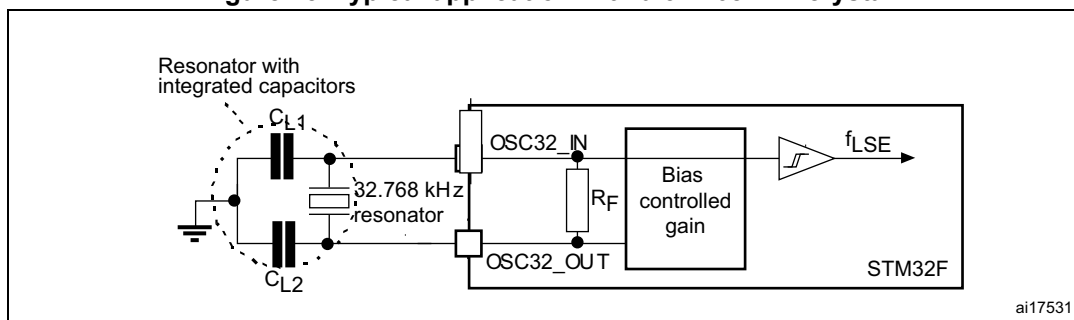 Resonator with
integrated capacitors
CL1
32.768 kHz
resonator
CL2
OSC32_IN
OSC32_OUT
RF
Bias
controlled
gain
fLSE
STM32F
ai17531